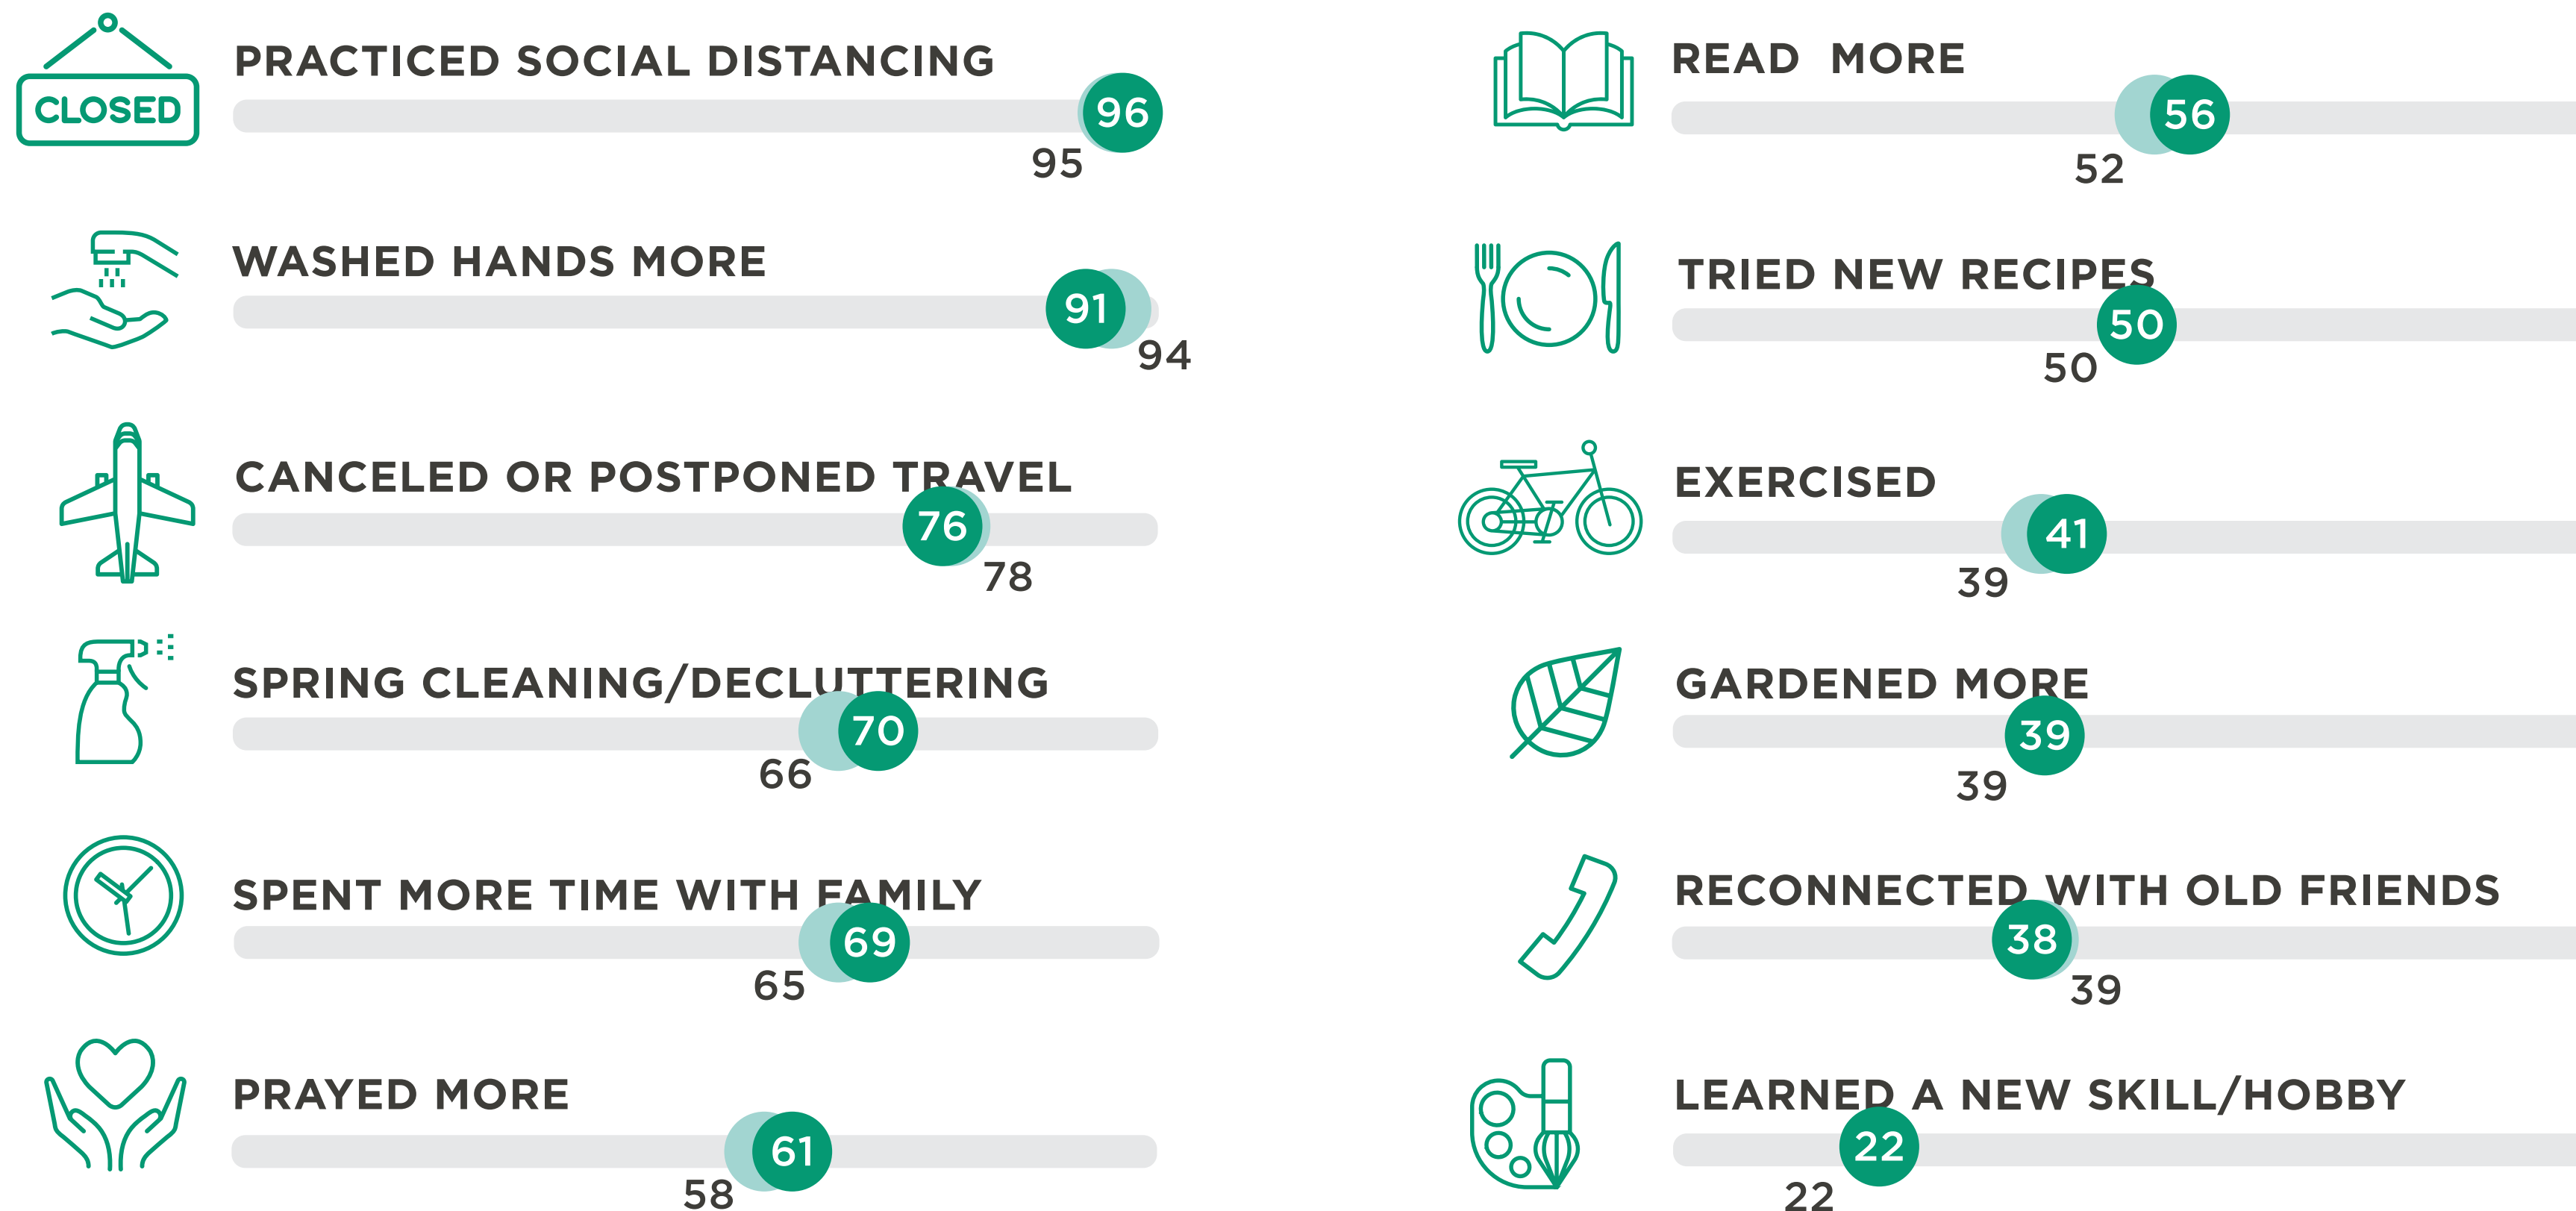 CLOSED
PRACTICED SOCIAL DISTANCING
96
95
WASHED HANDS MORE
91
94
CANCELED OR POSTPONED TRAVEL
76
78
SPRING CLEANING/DECLUTTERING
70
66
SPENT MORE TIME WITH FAMILY
69
65
PRAYED MORE
61
58
READ MORE
56
52
TRIED NEW RECIPES
50
50
EXERCISED
41
39
GARDENED MORE
39
39
RECONNECTED WITH OLD FRIENDS
38
39
LEARNED A NEW SKILL/HOBBY
22
22